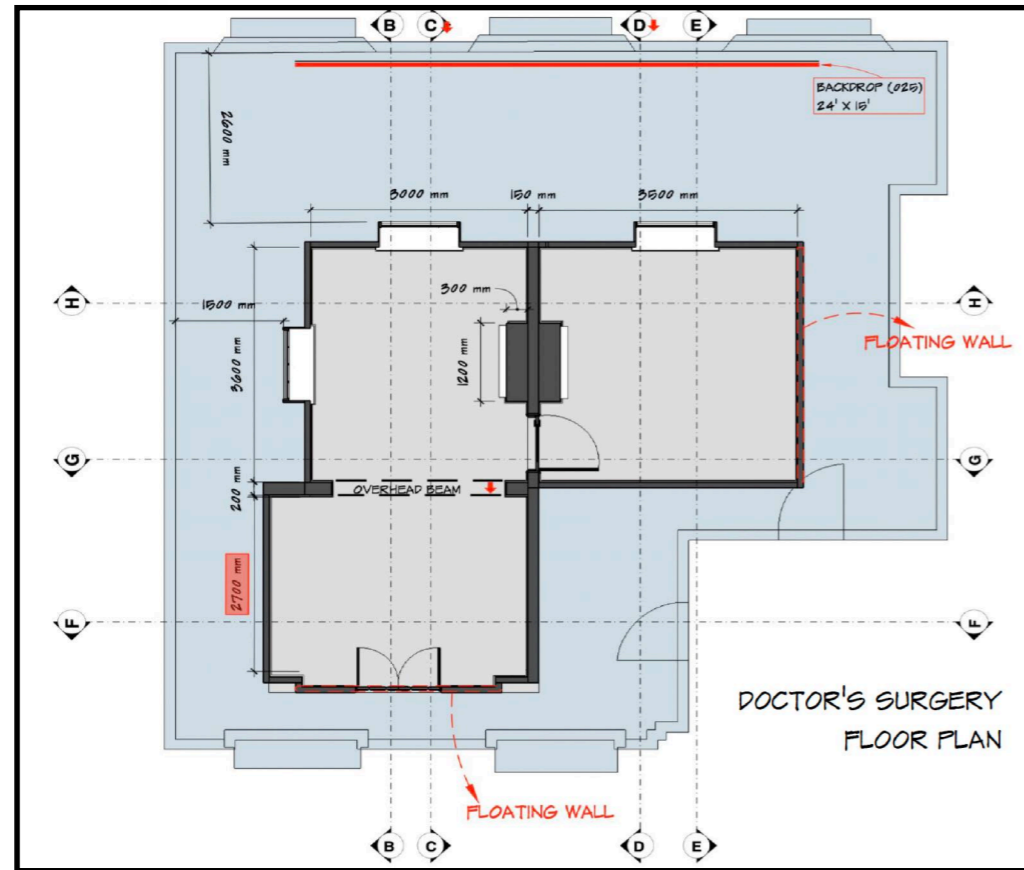 B
C
D
E
BACKDROP (025)
24' X 15'
2500 mm
3000 mm
150 mm
3500 mm
H
H
300 mm
1500 mm
3600 mm
1200 mm
FLOATING WALL
G
G
OVERHEAD BEAM
200 mm
2700 mm
F
F
DOCTOR'S SURGERY
FLOOR PLAN
FLOATING WALL
B
C
D
E